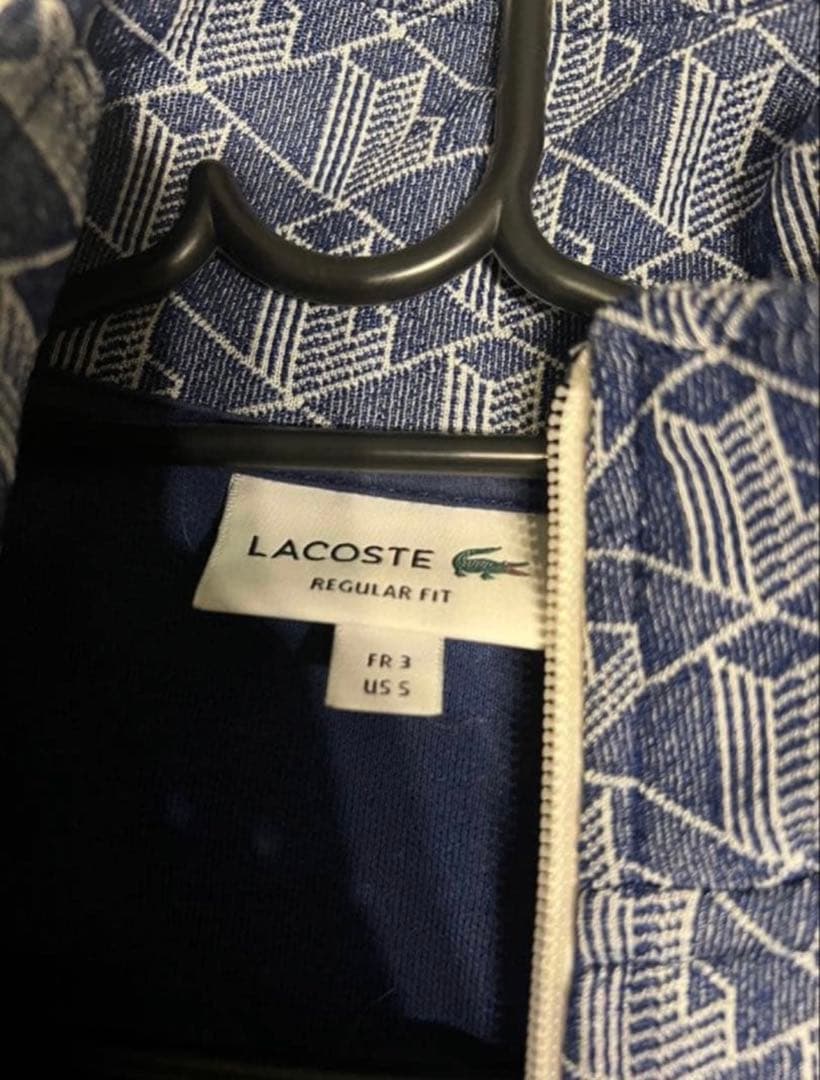 LACOSTE
REGULAR FIT
FR 3
US S